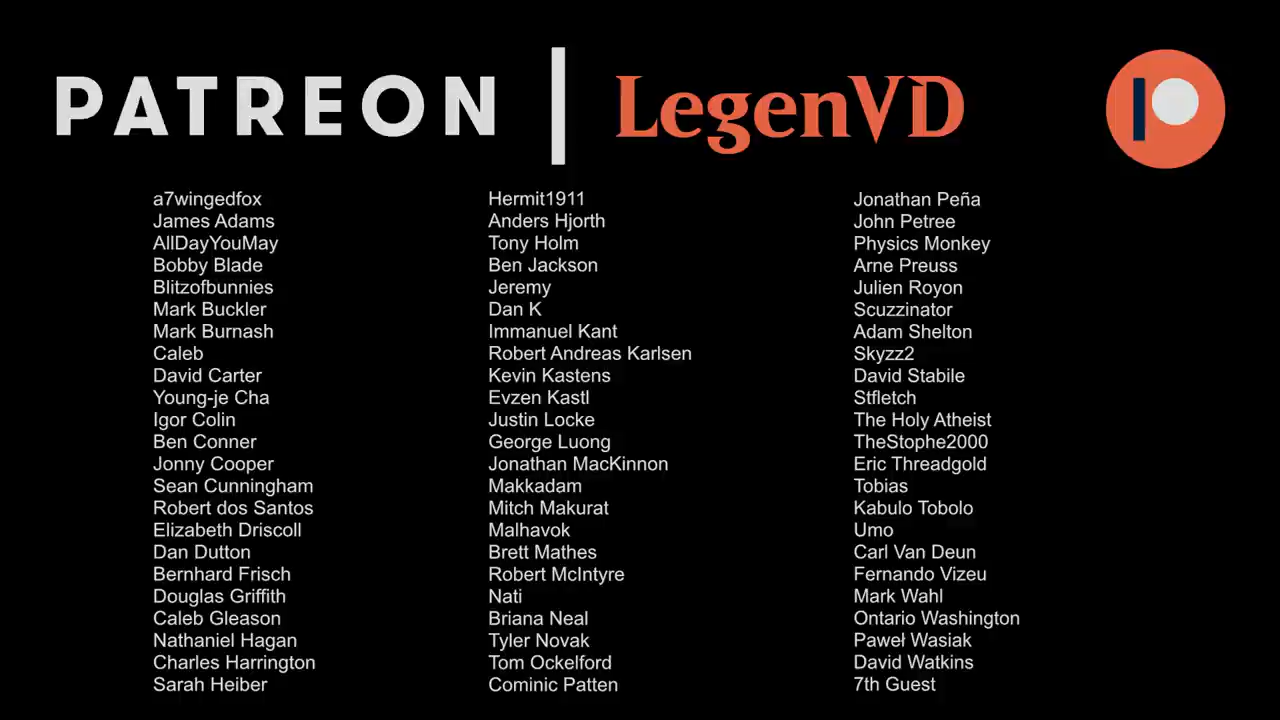 PATREON | LegenVD
a7wingedfox
James Adams
AllDayYouMay
Bobby Blade
Blitzofbunnies
Mark Buckler
Mark Burnash
Caleb
David Carter
Young-je Cha
Igor Colin
Ben Conner
Jonny Cooper
Sean Cunningham
Robert dos Santos
Elizabeth Driscoll
Dan Dutton
Bernhard Frisch
Douglas Griffith
Caleb Gleason
Nathaniel Hagan
Charles Harrington
Sarah Heiber
Hermit1911
Anders Hjorth
Tony Holm
Ben Jackson
Jeremy
Dan K
Immanuel Kant
Robert Andreas Karlsen
Kevin Kastens
Evzen Kastl
Justin Locke
George Luong
Jonathan MacKinnon
Makkadam
Mitch Makurat
Malhavok
Brett Mathes
Robert McIntyre
Nati
Briana Neal
Tyler Novak
Tom Ockelford
Cominic Patten
Jonathan Peña
John Petree
Physics Monkey
Arne Preuss
Julien Royon
Scuzzinator
Adam Shelton
Skyzz2
David Stabile
Stfletch
The Holy Atheist
TheStophe2000
Eric Threadgold
Tobias
Kabulo Tobolo
Umo
Carl Van Deun
Fernando Vizeu
Mark Wahl
Ontario Washington
Paweł Wasiak
David Watkins
7th Guest